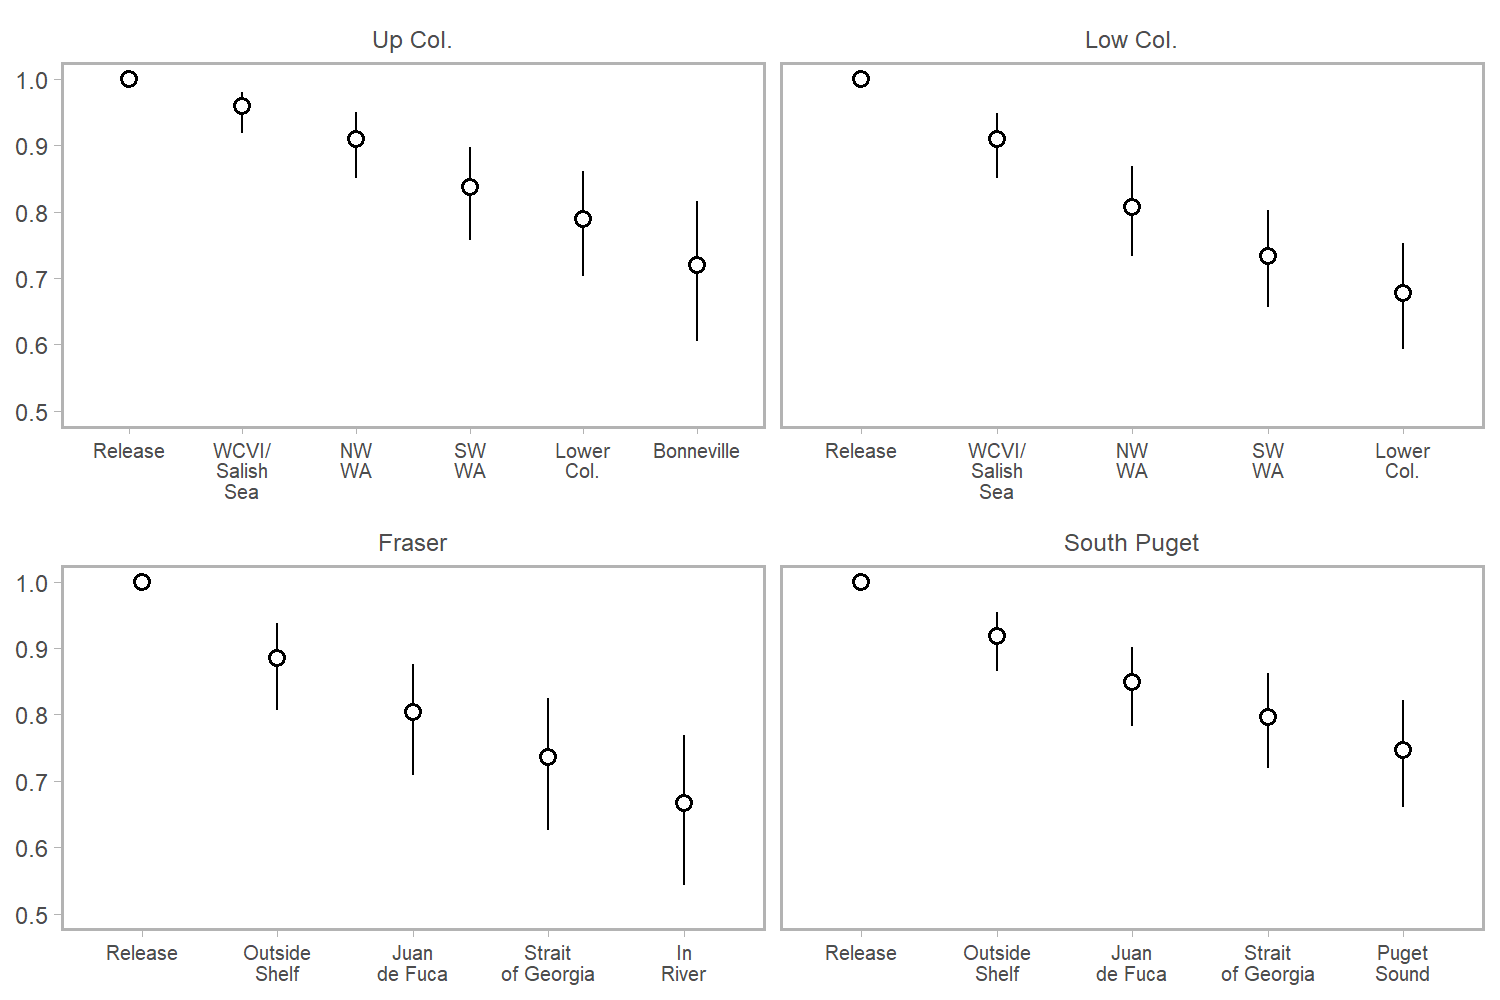 Up Col.
Low Col.
1.0
0.9
0.8
0.7
0.6
0.5
Release
WCVI/
Salish
Sea
NW
WA
SW
WA
Lower
Col.
Bonneville
Release
WCVI/
Salish
Sea
NW
WA
SW
WA
Lower
Col.
Fraser
South Puget
1.0
0.9
0.8
0.7
0.6
0.5
Release
Outside
Shelf
Juan
de Fuca
Strait
of Georgia
In
River
Release
Outside
Shelf
Juan
de Fuca
Strait
of Georgia
Puget
Sound